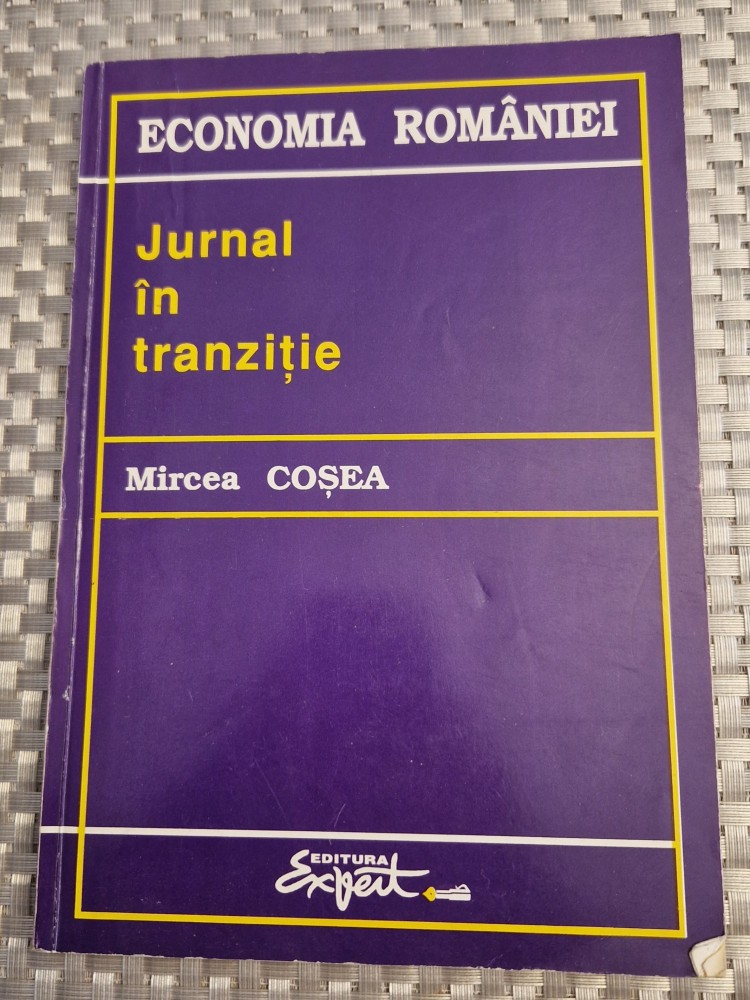 ECONOMIA ROMÂNIEI
Jurnal
în
tranziție
Mircea COȘEA
EDITURA
Expert